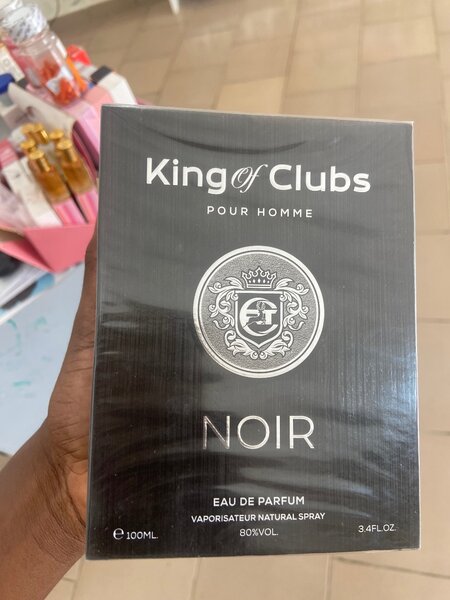 King of Clubs
POUR HOMME
NOIR
EAU DE PARFUM
VAPORISATEUR NATURAL SPRAY
℮ 100ML. 80%VOL. 3.4FL.OZ.